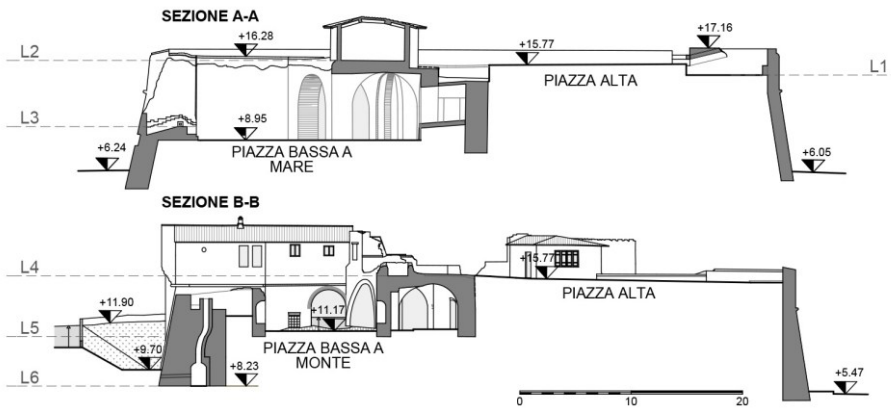 SEZIONE A-A
+16.28
+17.16
L2
+15.77
PIAZZA ALTA
L1
L3
+8.95
+6.24
PIAZZA BASSA A
MARE
+6.05
SEZIONE B-B
L4
+15.77
PIAZZA ALTA
+11.90
+11.17
L5
PIAZZA BASSA A
MONTE
+9.70
+8.23
L6
+5.47
0 10 20